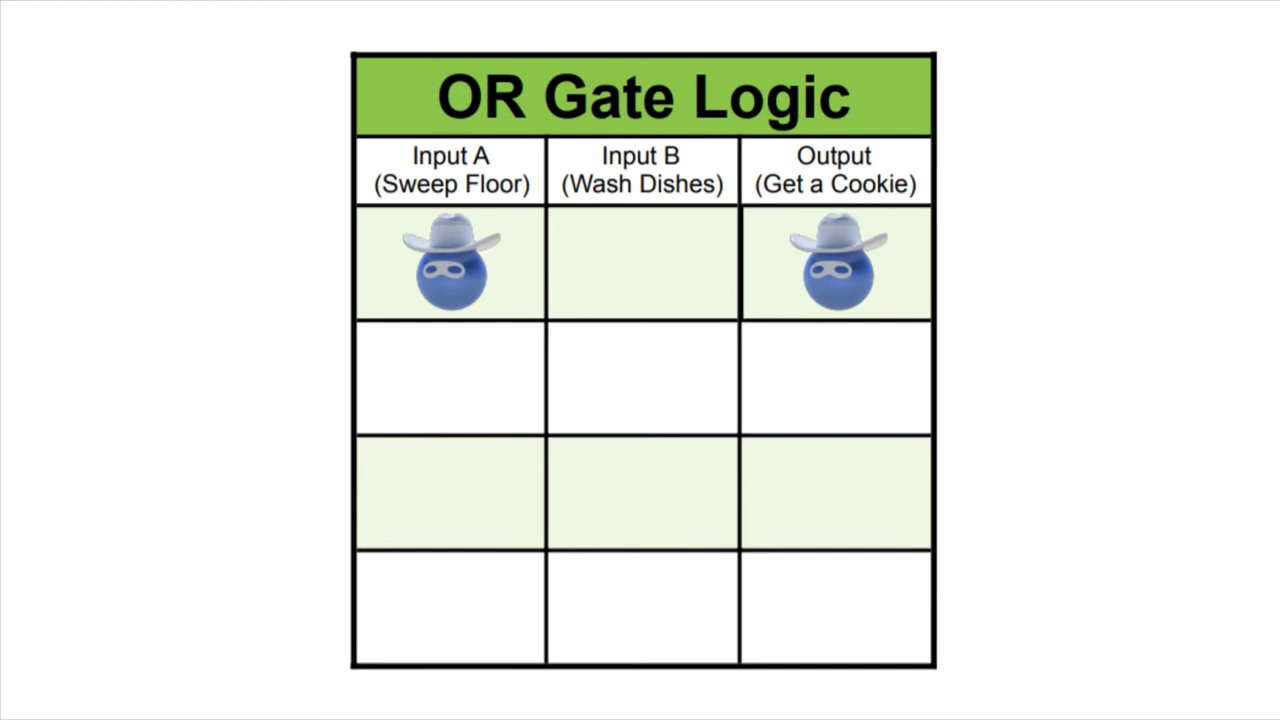 OR Gate Logic
Input A
(Sweep Floor)
Input B
(Wash Dishes)
Output
(Get a Cookie)